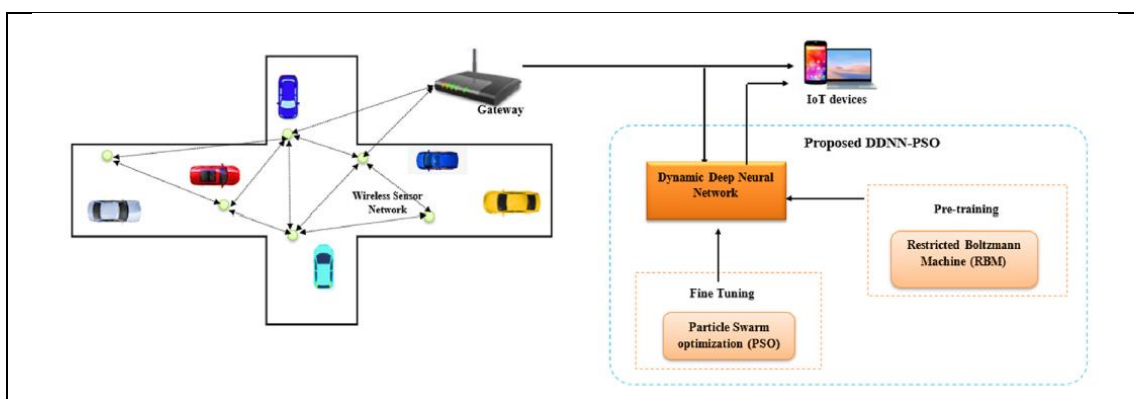 Gateway
IoT devices
Wireless Sensor
Network
Proposed DDNN-PSO
Dynamic Deep Neural
Network
Pre-training
Restricted Boltzmann
Machine (RBM)
Fine Tuning
Particle Swarm
optimization (PSO)